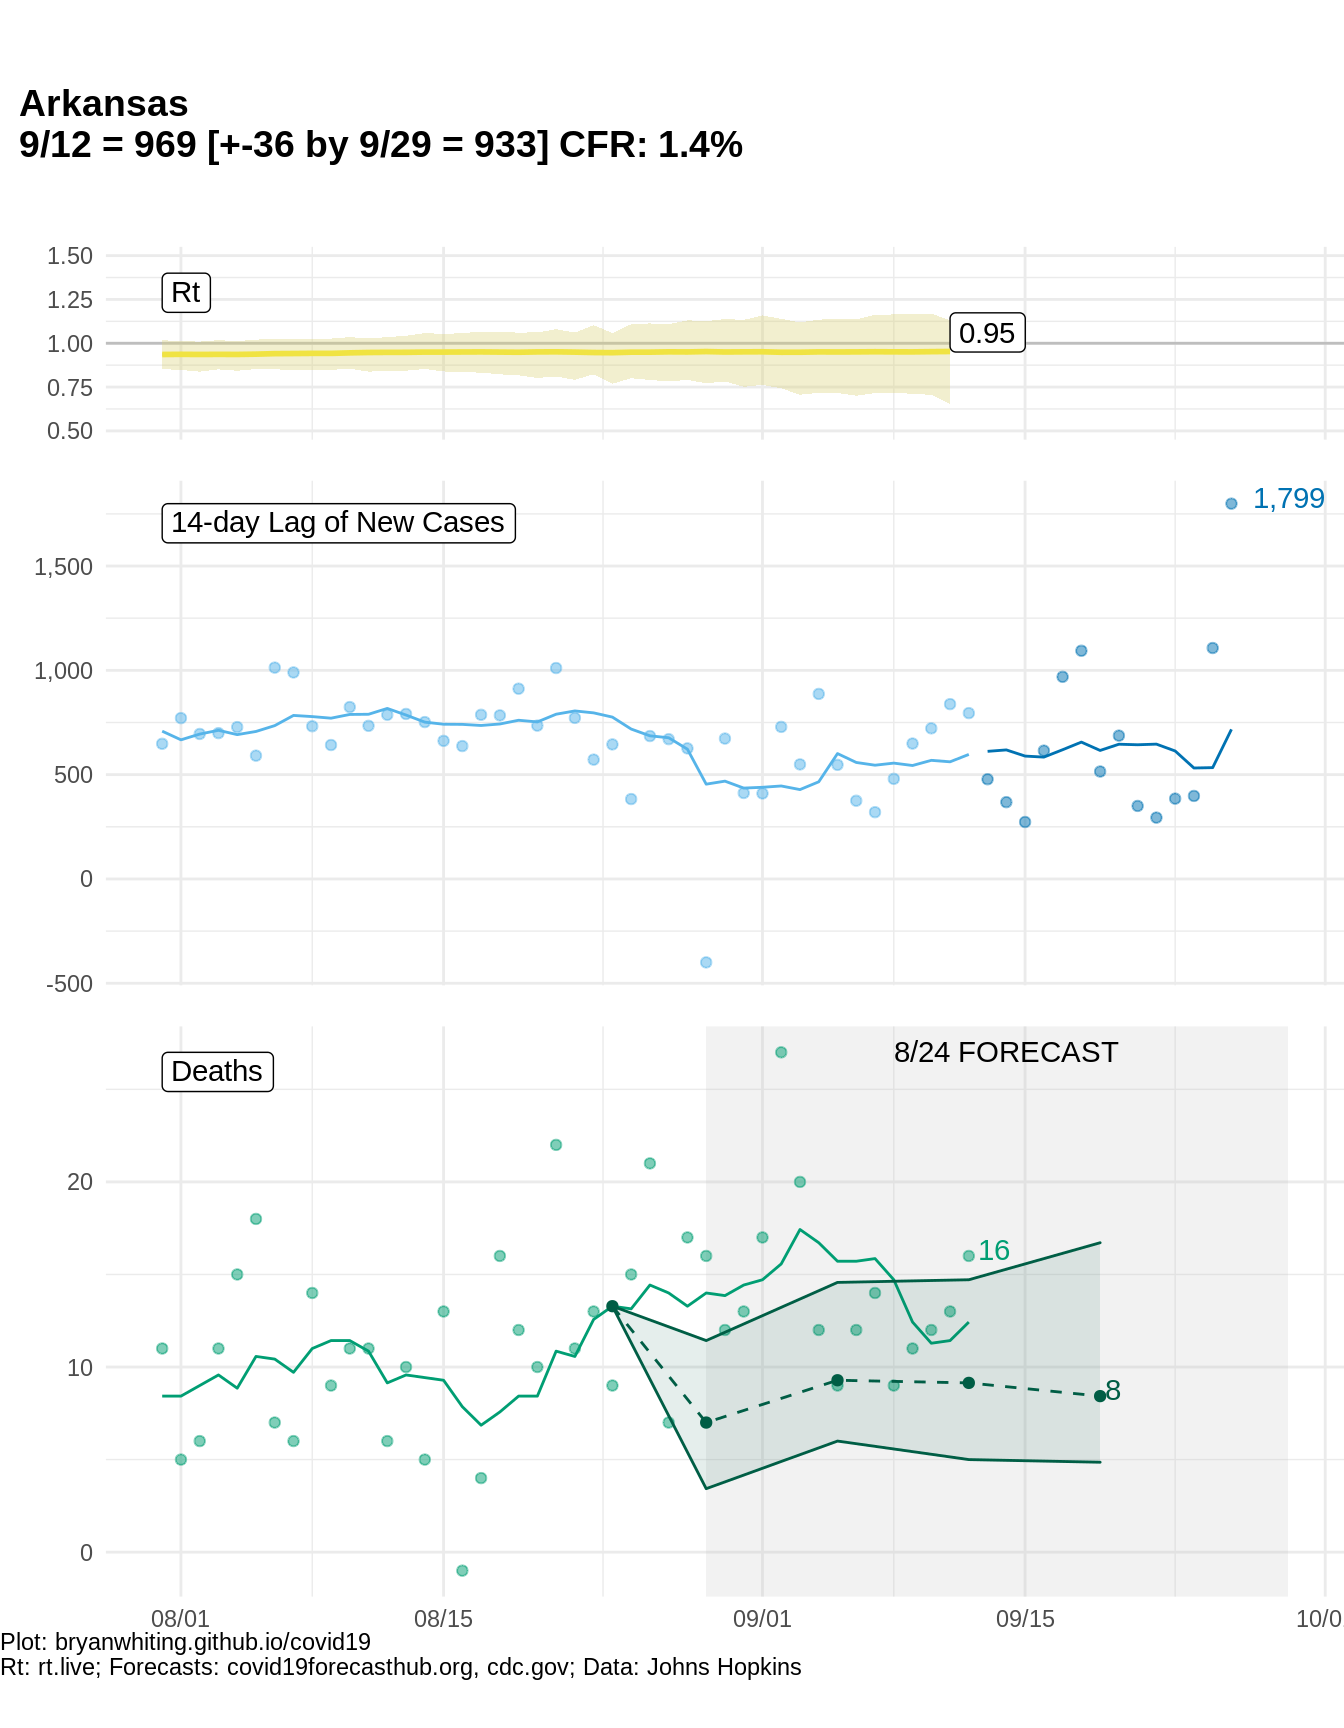 Arkansas
9/12 = 969 [+-36 by 9/29 = 933] CFR: 1.4%
1.50
Rt
1.25
0.95
1.00
0.75
0.50
1,799
14-day Lag of New Cases
1,500
1,000
500
0
-500
8/24 FORECAST
Deaths
20
16
10
8
0
08/01 08/15 09/01 09/15 10/0
Plot: bryanwhiting.github.io/covid19
Rt: rt.live; Forecasts: covid19forecasthub.org, cdc.gov; Data: Johns Hopkins